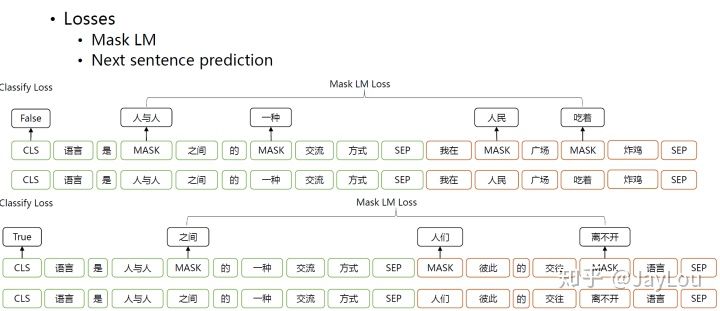 Losses
Mask LM
Next sentence prediction
Classify Loss
Mask LM Loss
False 人与人 一种 人民 吃着
CLS 语言 是 MASK 之间 的 MASK 交流 方式 SEP 我在 MASK 广场 MASK 炸鸡 SEP
CLS 语言 是 人与人 之间 的 一种 交流 方式 SEP 我在 人民 广场 吃着 炸鸡 SEP
Classify Loss
Mask LM Loss
True 之间 人们 离不开
CLS 语言 是 人与人 MASK 的 一种 交流 方式 SEP MASK 彼此 的 交往 MASK 语言 SEP
知乎 @JayLou
CLS 语言 是 人与人 之间 的 一种 交流 方式 SEP 人们 彼此 的 交往 离不开 语言 SEP